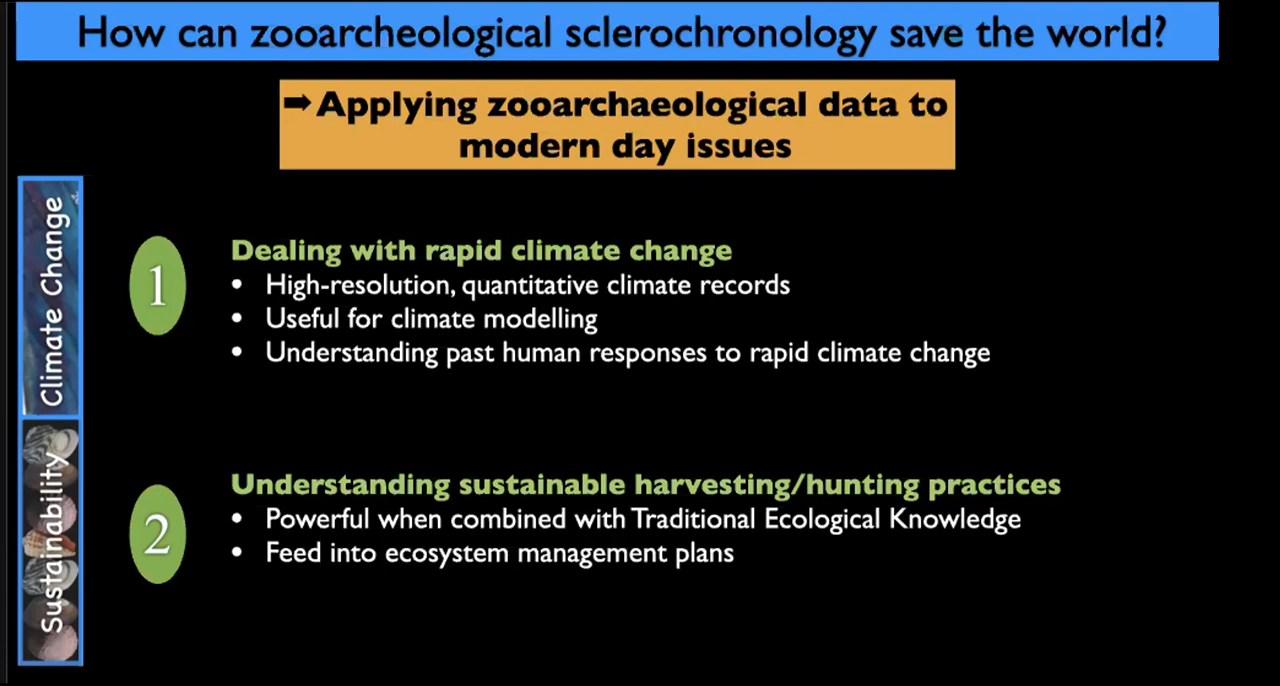 How can zooarcheological sclerochronology save the world?
➡Applying zooarchaeological data to
modern day issues
Climate Change
1
Dealing with rapid climate change
• High-resolution, quantitative climate records
• Useful for climate modelling
• Understanding past human responses to rapid climate change
Sustainability
2
Understanding sustainable harvesting/hunting practices
• Powerful when combined with Traditional Ecological Knowledge
• Feed into ecosystem management plans